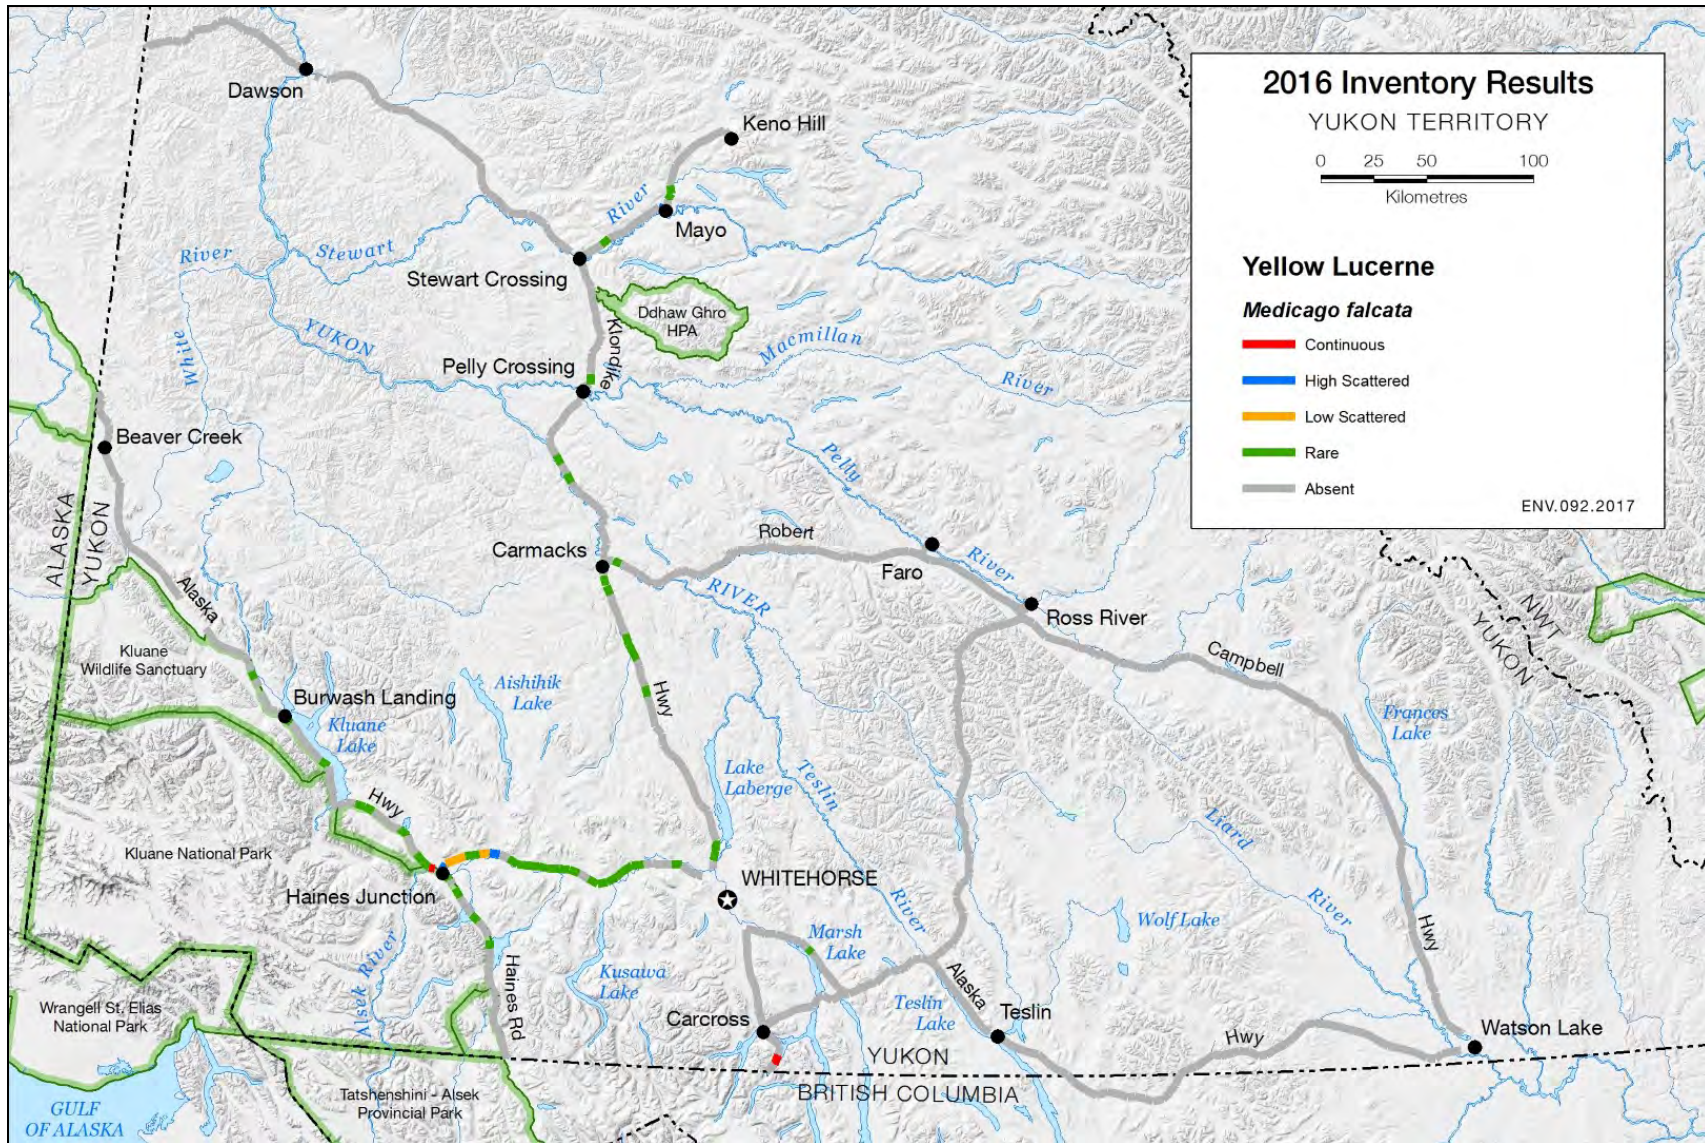 2016 Inventory Results
YUKON TERRITORY
0 25 50 100
Kilometres
Yellow Lucerne
Medicago falcata
Continuous
High Scattered
Low Scattered
Rare
Absent
ENV.092.2017
Dawson
Keno Hill
River
Mayo
River
Stewart
Stewart Crossing
Ddhaw Ghro
HPA
YUKON
Klondike
Macmillan
River
White
Pelly Crossing
Beaver Creek
Pelly
ALASKA
YUKON
Carmacks
Robert
River
Faro
RIVER
Alaska
Ross River
NWT
YUKON
Kluane
Wildlife Sanctuary
Campbell
Aishihik
Lake
Burwash Landing
Hwy
Frances
Lake
Kluane
Lake
Lake
Laberge
Teslin
Hwy
Liard
Kluane National Park
Haines Junction
WHITEHORSE
River
Wolf Lake
River
Hwy
Marsh
Lake
Alsek River
Haines Rd
Kusawa
Lake
Alaska
Teslin
Lake
Teslin
Wrangell St. Elias
National Park
Carcross
Hwy
Watson Lake
YUKON
BRITISH COLUMBIA
Tatshenshini - Alsek
Provincial Park
GULF
OF ALASKA